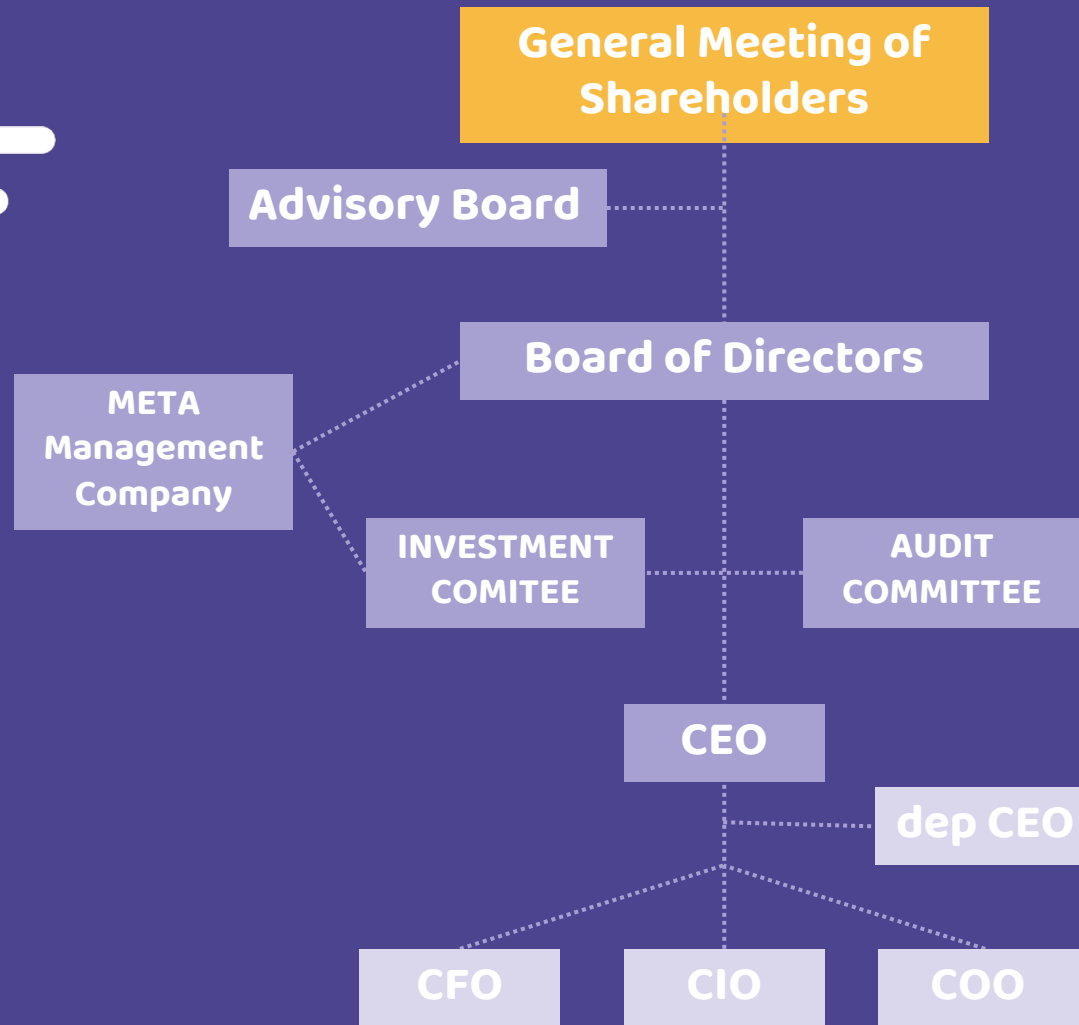 General Meeting of
Shareholders
Advisory Board
Board of Directors
META
Management
Company
INVESTMENT
COMITEE
AUDIT
COMMITTEE
CEO
dep CEO
CFO
CIO
COO